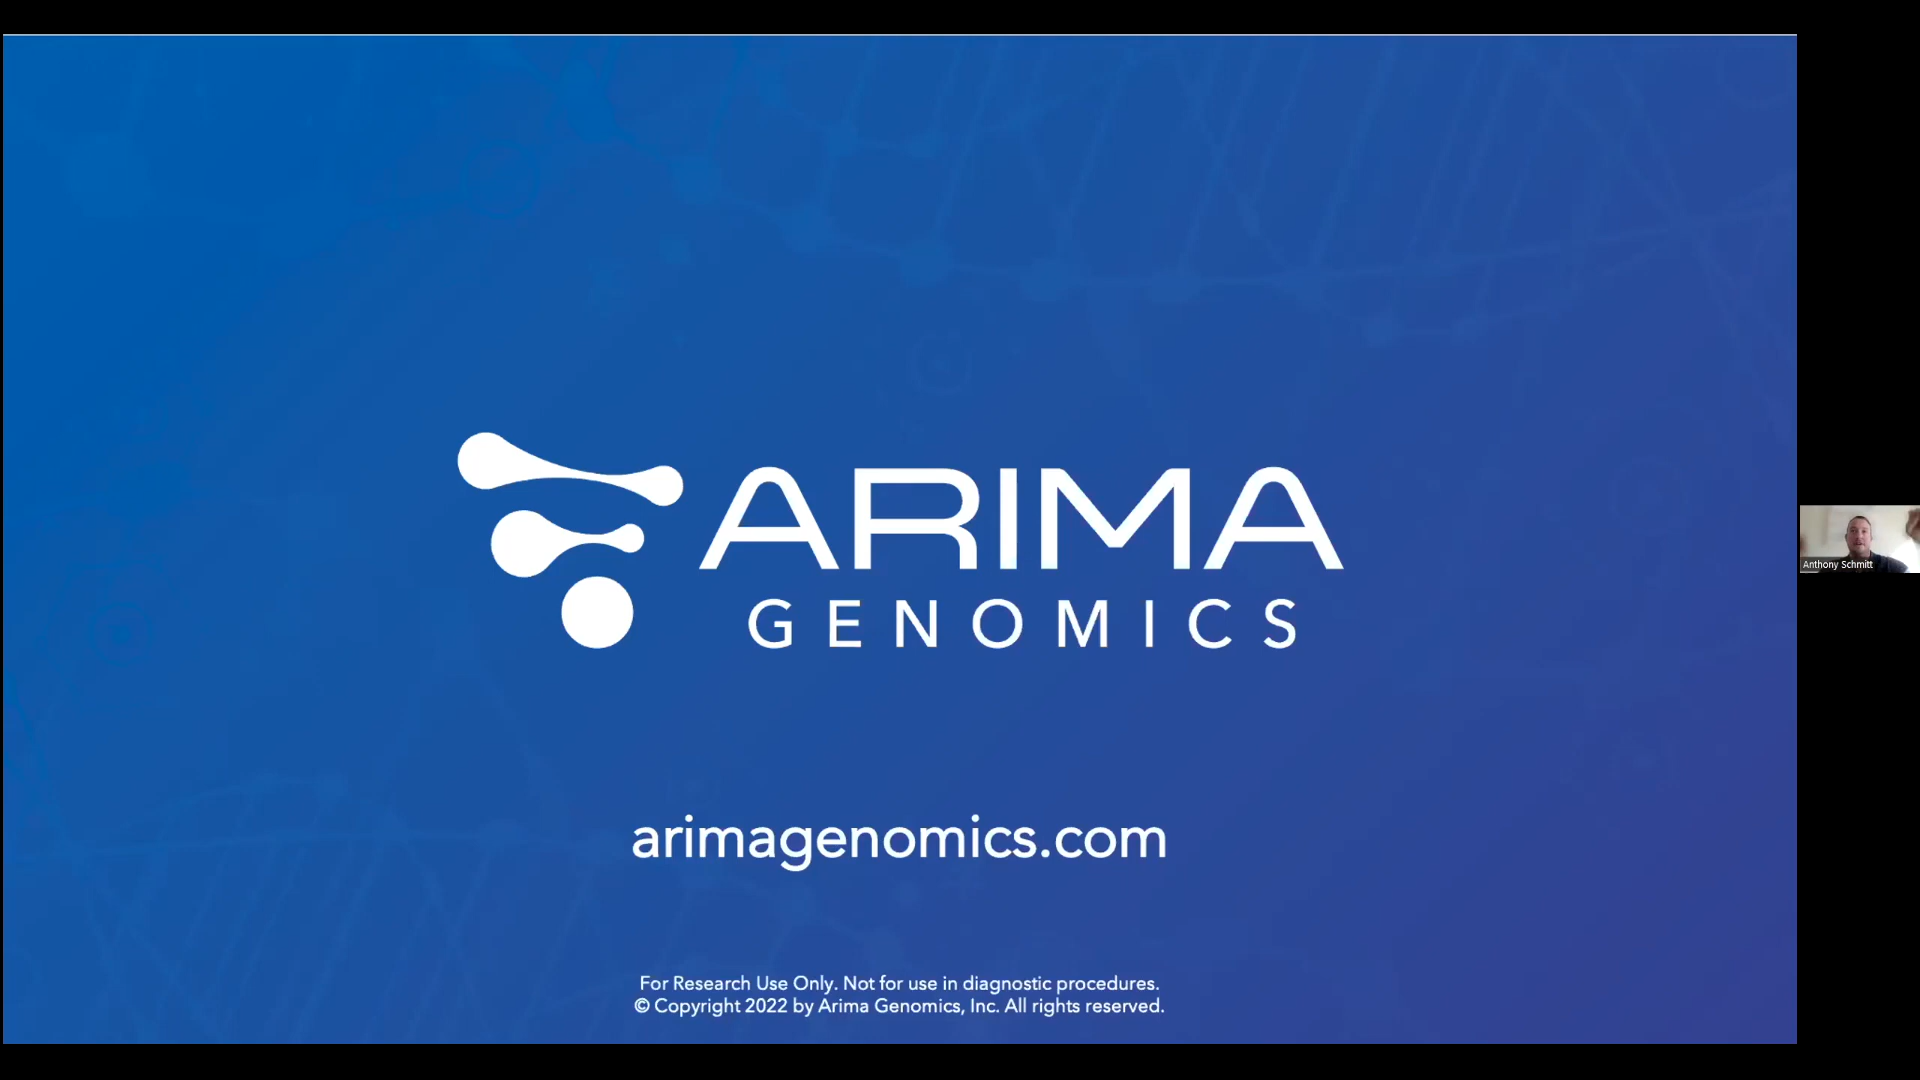 ARIMA
GENOMICS
arimagenomics.com
For Research Use Only. Not for use in diagnostic procedures.
© Copyright 2022 by Arima Genomics, Inc. All rights reserved.
Anthony Schmitt